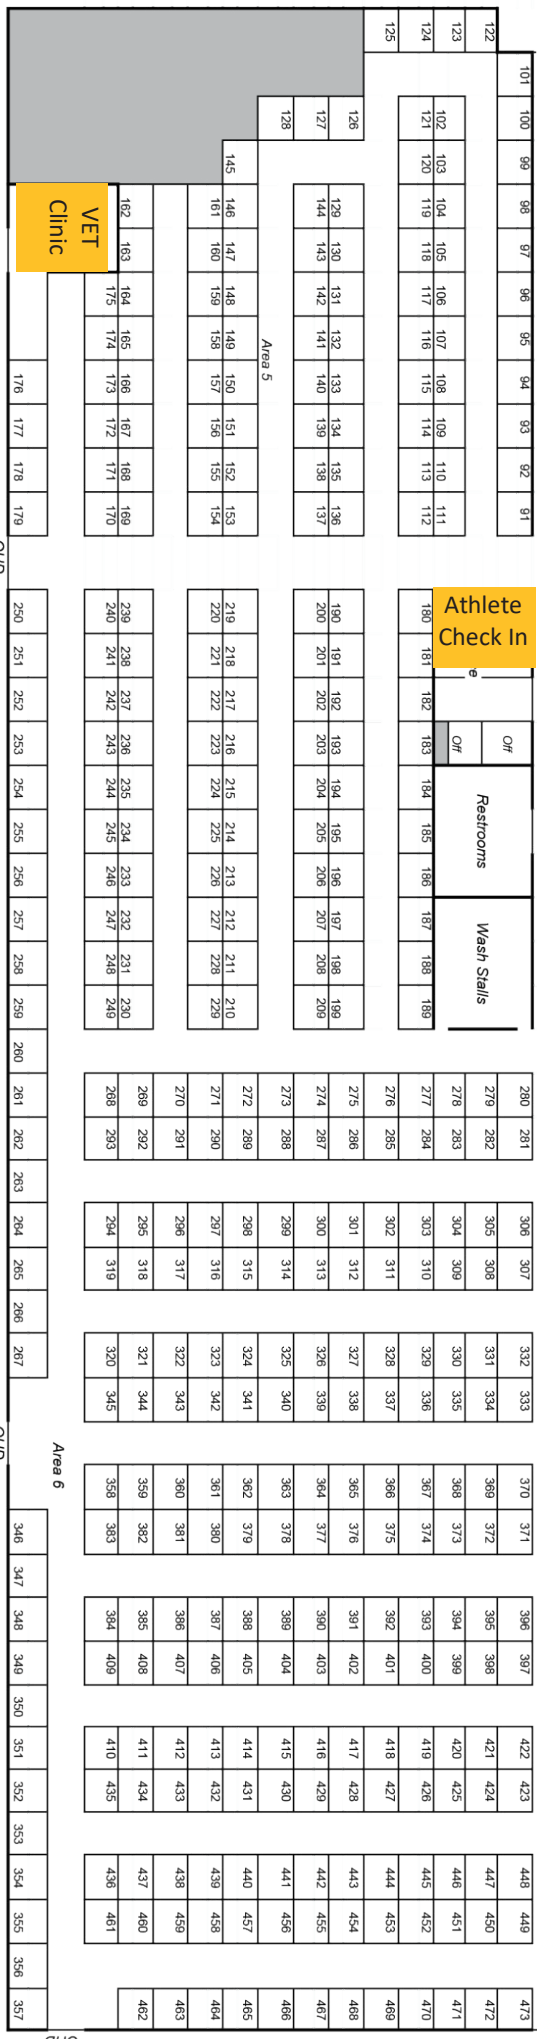 125 124 123 122
101
128 127 126 121 102 100
145 120 103 99
VET
Clinic
162 161 146 144 129 119 104 98
163 160 147 143 130 118 105 97
175 164 159 148 142 131 117 106 96
174 165 158 149 141 132 116 107 95
Area 5
176 173 166 157 150 140 133 115 108 94
177 172 167 156 151 139 134 114 109 93
178 171 168 155 152 138 135 113 110 92
179 170 169 154 153 137 136 112 111 91
Athlete
Check In
250 240 239 220 219 200 190 180
251 241 238 221 218 201 191 181
252 242 237 222 217 202 192 182
253 243 236 223 216 203 193 183 Off Off
254 244 235 224 215 204 194 184
255 245 234 225 214 205 195 185
Restrooms
256 246 233 226 213 206 196 186
257 247 232 227 212 207 197 187
258 248 231 228 211 208 198 188
Wash Stalls
259 249 230 229 210 209 199 189
260
261 268 269 270 271 272 273 274 275 276 277 278 279 280
262 293 292 291 290 289 288 287 286 285 284 283 282 281
263
264 294 295 296 297 298 299 300 301 302 303 304 305 306
265 319 318 317 316 315 314 313 312 311 310 309 308 307
266
267 320 321 322 323 324 325 326 327 328 329 330 331 332
345 344 343 342 341 340 339 338 337 336 335 334 333
Area 6
358 359 360 361 362 363 364 365 366 367 368 369 370
346 383 382 381 380 379 378 377 376 375 374 373 372 371
347
348 384 385 386 387 388 389 390 391 392 393 394 395 396
349 409 408 407 406 405 404 403 402 401 400 399 398 397
350
351 410 411 412 413 414 415 416 417 418 419 420 421 422
352 435 434 433 432 431 430 429 428 427 426 425 424 423
353
354 436 437 438 439 440 441 442 443 444 445 446 447 448
355 461 460 459 458 457 456 455 454 453 452 451 450 449
356
357 462 463 464 465 466 467 468 469 470 471 472 473